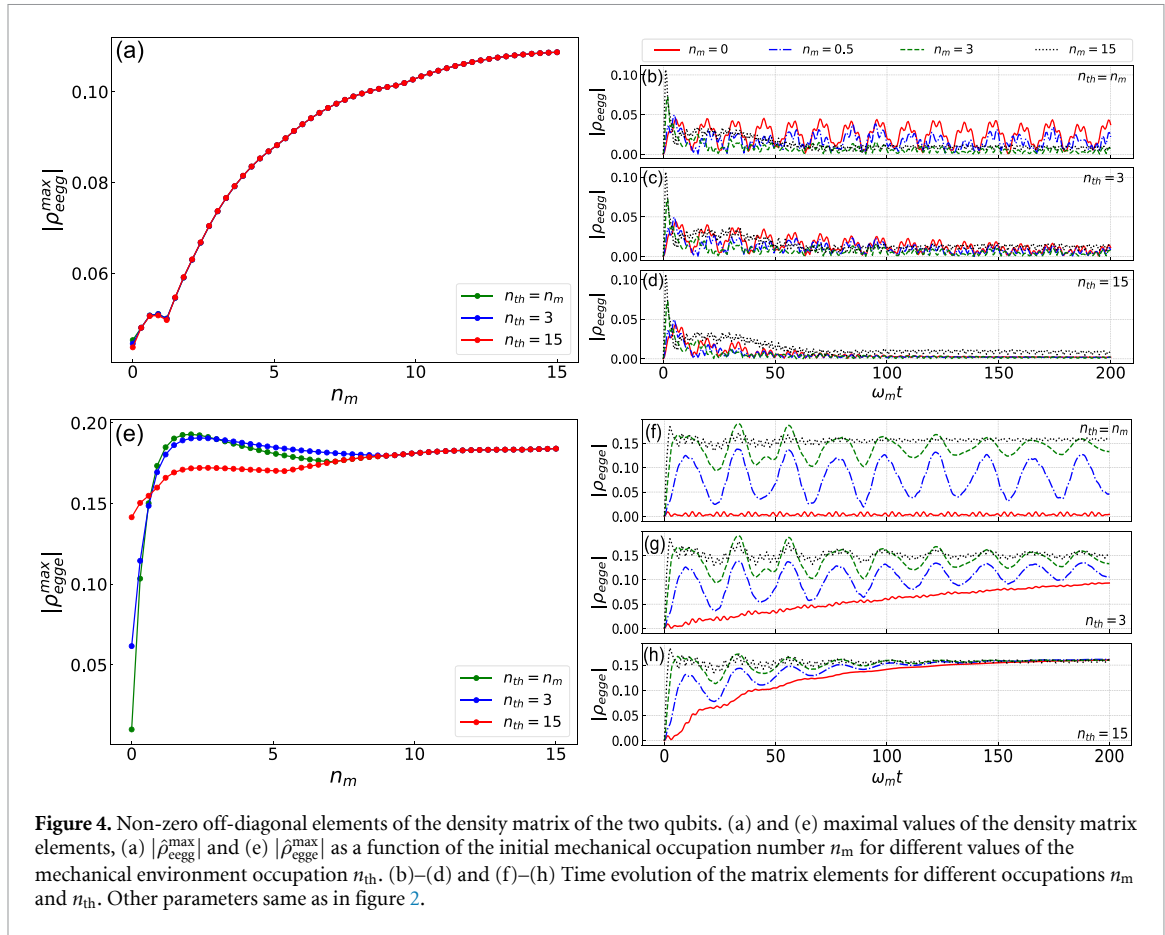 (a)
0.10
0.08
0.06
|ρ^max_eegg|
n_th = n_m
n_th = 3
n_th = 15
0 5 10 15
n_m
n_m = 0 n_m = 0.5 n_m = 3 n_m = 15
(b)
n_th = n_m
0.10
0.05
0.00
|ρ_eegg|
(c)
n_th = 3
0.10
0.05
0.00
|ρ_eegg|
(d)
n_th = 15
0.10
0.05
0.00
|ρ_eegg|
0 50 100 150 200
ω_m t
(e)
0.20
0.15
0.10
0.05
|ρ^max_egge|
n_th = n_m
n_th = 3
n_th = 15
0 5 10 15
n_m
(f)
n_th = n_m
0.15
0.10
0.05
0.00
|ρ_egge|
(g)
0.15
0.10
0.05
0.00
|ρ_egge|
n_th = 3
(h)
0.15
0.10
0.05
0.00
|ρ_egge|
n_th = 15
0 50 100 150 200
ω_m t
Figure 4. Non-zero off-diagonal elements of the density matrix of the two qubits. (a) and (e) maximal values of the density matrix
elements, (a) |ρ̂^max_eegg| and (e) |ρ̂^max_egge| as a function of the initial mechanical occupation number n_m for different values of the
mechanical environment occupation n_th. (b)–(d) and (f)–(h) Time evolution of the matrix elements for different occupations n_m
and n_th. Other parameters same as in figure 2.